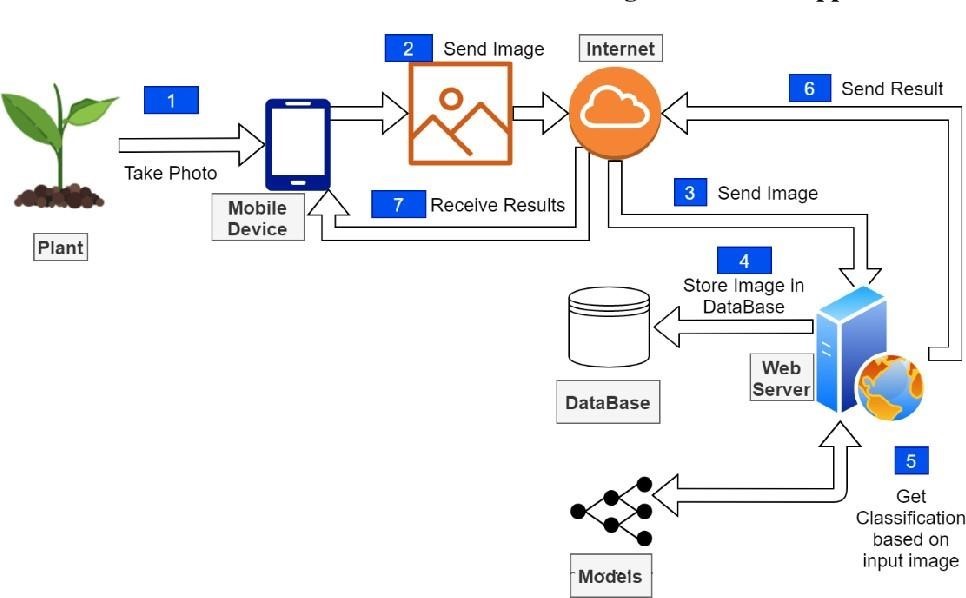 2 Send Image
Internet
1
6 Send Result
Take Photo
3 Send Image
Mobile
Device
7 Receive Results
Plant
4
Store Image in
DataBase
Web
Server
DataBase
5
Get
Classification
based on
input image
Models